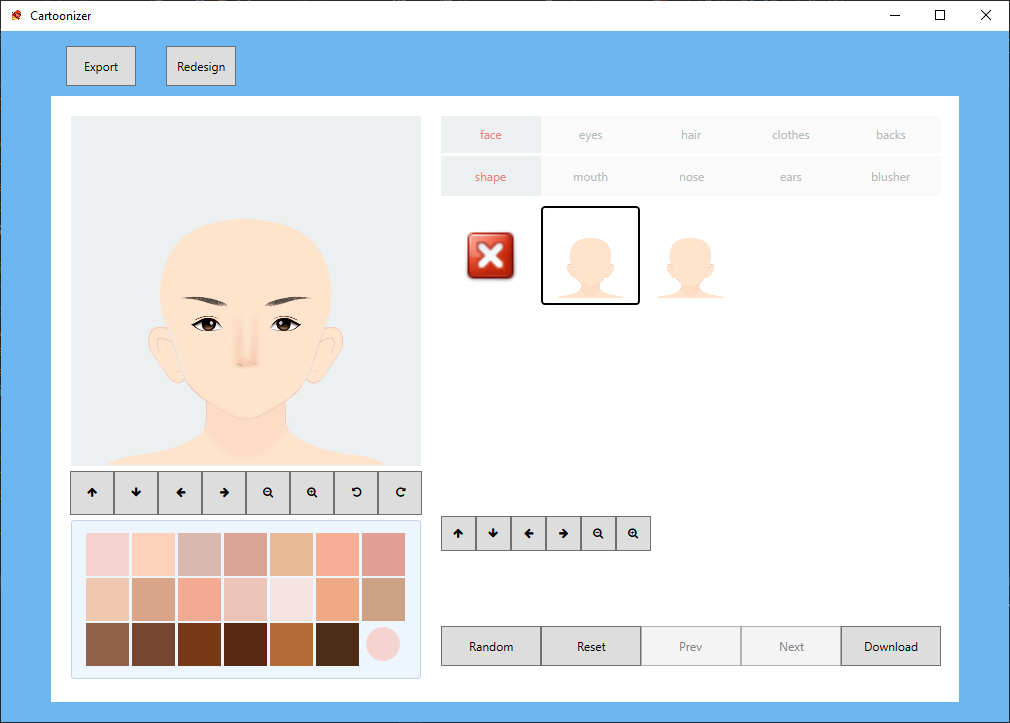 Cartoonizer
Export Redesign
face eyes hair clothes backs
shape mouth nose ears blusher
Random Reset Prev Next Download